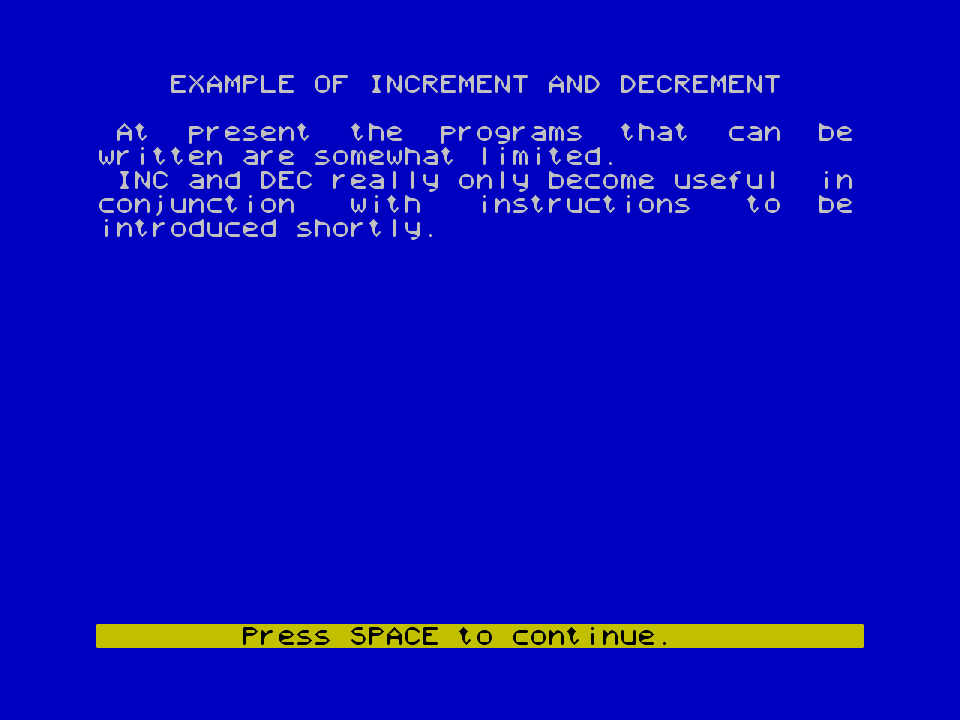 EXAMPLE OF INCREMENT AND DECREMENT
At present the programs that can be
written are somewhat limited.
INC and DEC really only become useful in
conjunction with instructions to be
introduced shortly.
Press SPACE to continue.